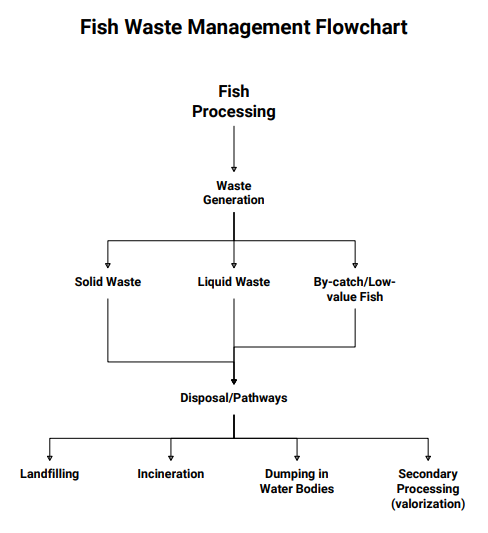 Fish Waste Management Flowchart
Fish
Processing
Waste
Generation
Solid Waste
Liquid Waste
By-catch/Low-
value Fish
Disposal/Pathways
Landfilling
Incineration
Dumping in
Water Bodies
Secondary
Processing
(valorization)